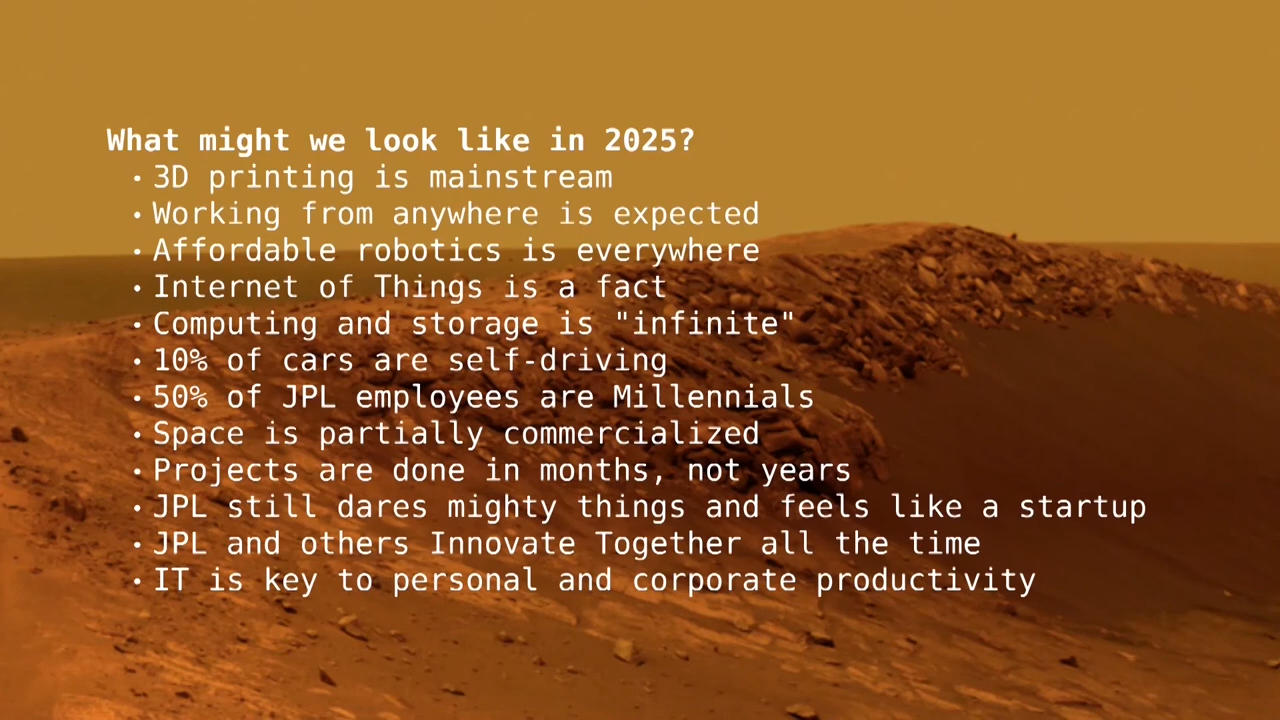 What might we look like in 2025?
• 3D printing is mainstream
• Working from anywhere is expected
• Affordable robotics is everywhere
• Internet of Things is a fact
• Computing and storage is "infinite"
• 10% of cars are self-driving
• 50% of JPL employees are Millennials
• Space is partially commercialized
• Projects are done in months, not years
• JPL still dares mighty things and feels like a startup
• JPL and others Innovate Together all the time
• IT is key to personal and corporate productivity